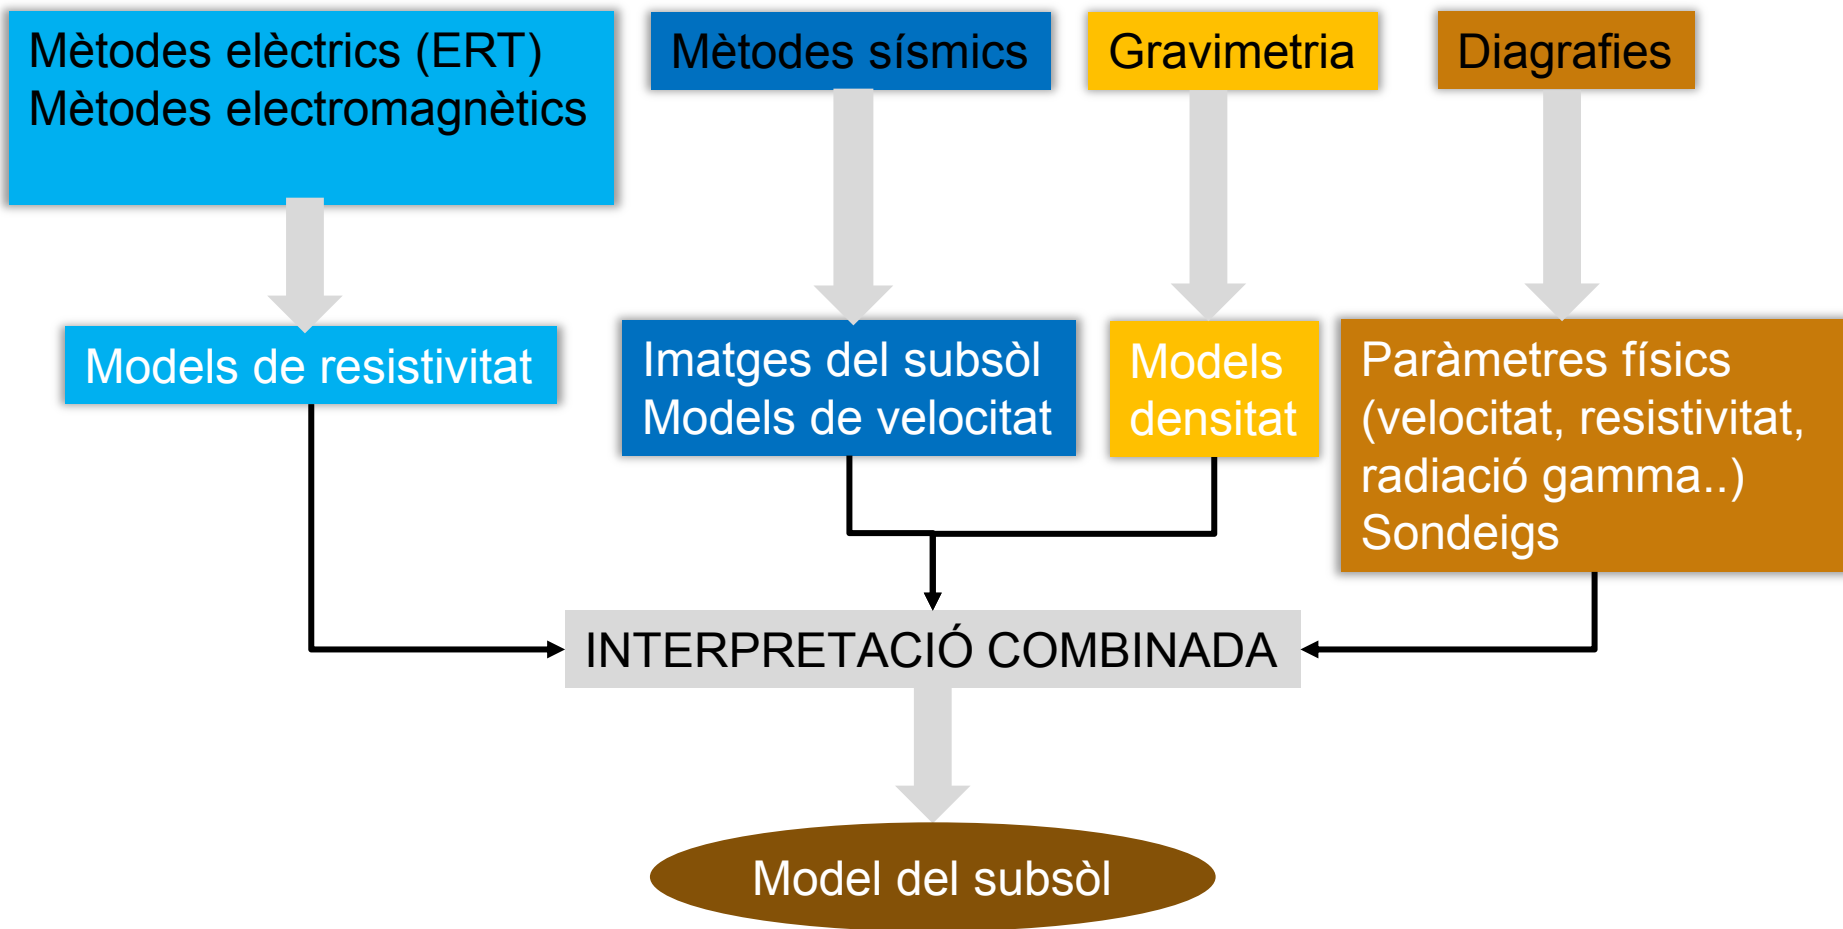 Mètodes elèctrics (ERT)
Mètodes electromagnètics
Mètodes sísmics
Gravimetria
Diagrafies
Models de resistivitat
Imatges del subsòl
Models de velocitat
Models
densitat
Paràmetres físics
(velocitat, resistivitat,
radiació gamma..)
Sondeigs
INTERPRETACIÓ COMBINADA
Model del subsòl